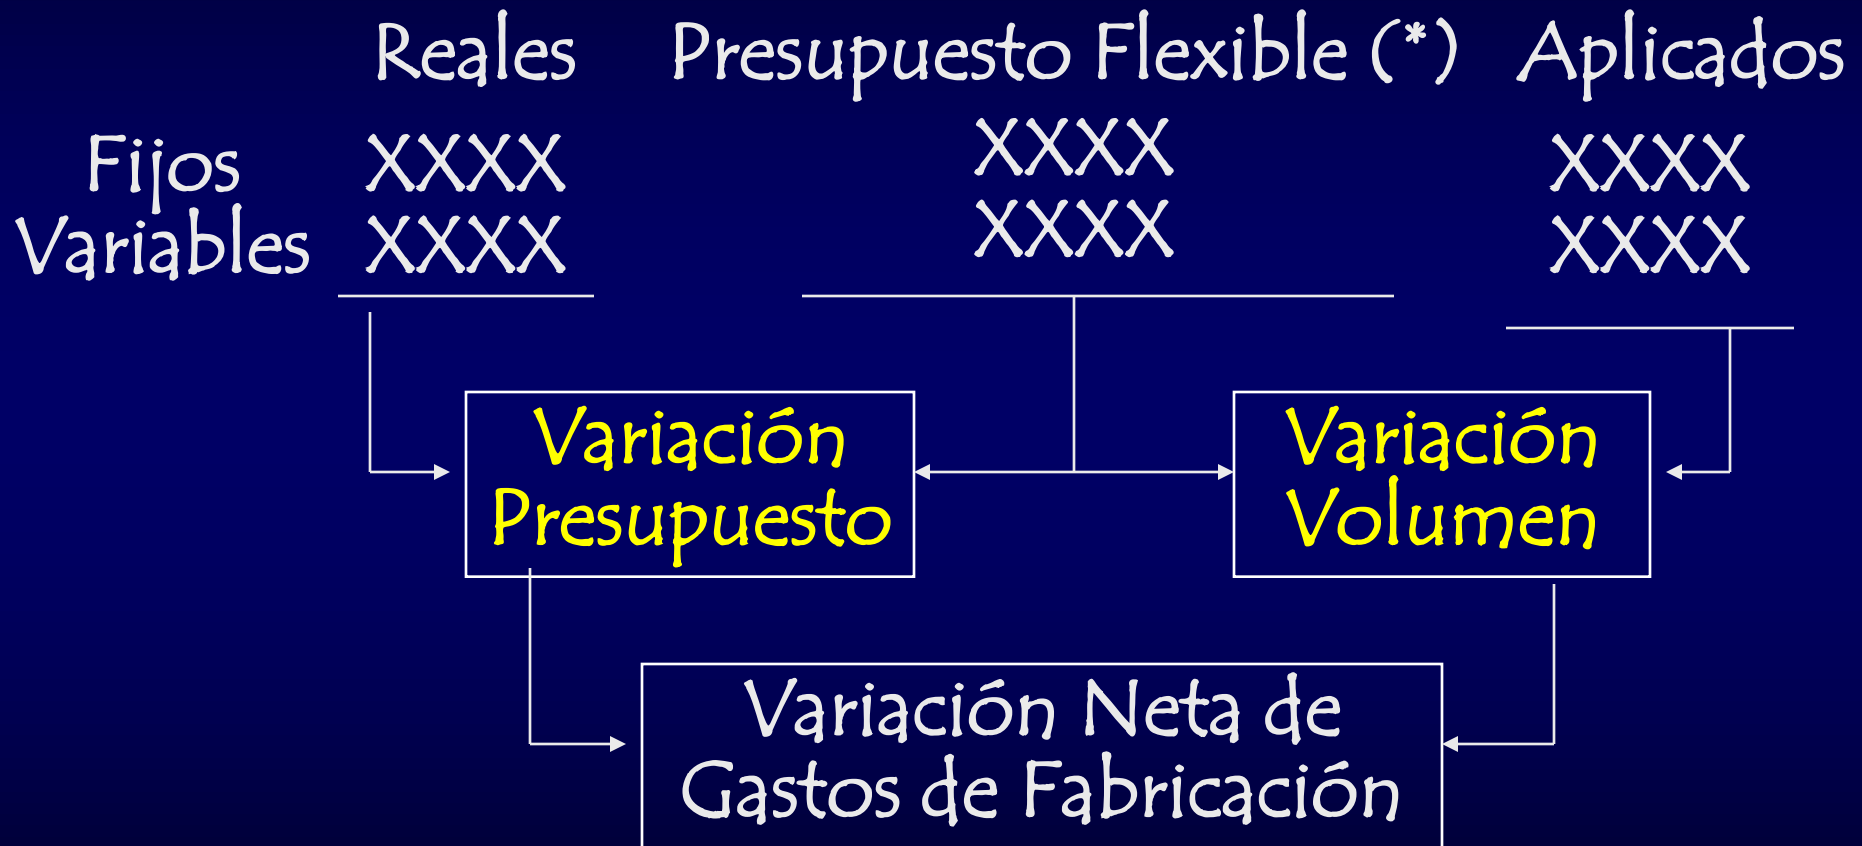 Reales Presupuesto Flexible (*) Aplicados
Fijos XXXX XXXX XXXX
Variables XXXX XXXX XXXX
Variación
Presupuesto
Variación
Volumen
Variación Neta de
Gastos de Fabricación